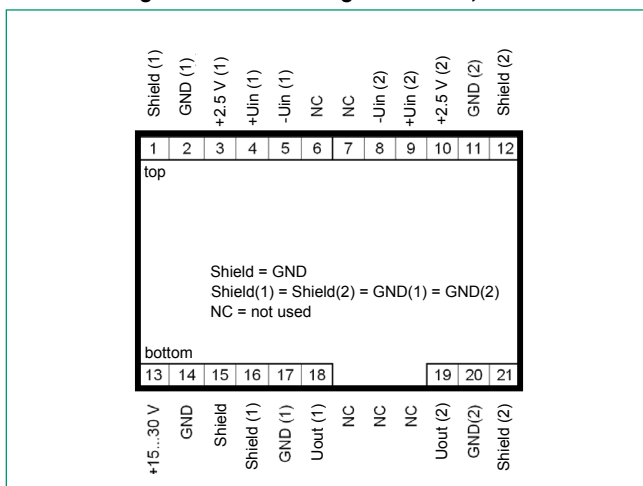 Shield (1)
GND (1)
+2.5 V (1)
+Uin (1)
-Uin (1)
NC
NC
-Uin (2)
+Uin (2)
+2.5 V (2)
GND (2)
Shield (2)
1 2 3 4 5 6 7 8 9 10 11 12
top
Shield = GND
Shield(1) = Shield(2) = GND(1) = GND(2)
NC = not used
bottom
13 14 15 16 17 18 19 20 21
+15...30 V
GND
Shield
Shield (1)
GND (1)
Uout (1)
NC
NC
NC
Uout (2)
GND(2)
Shield (2)